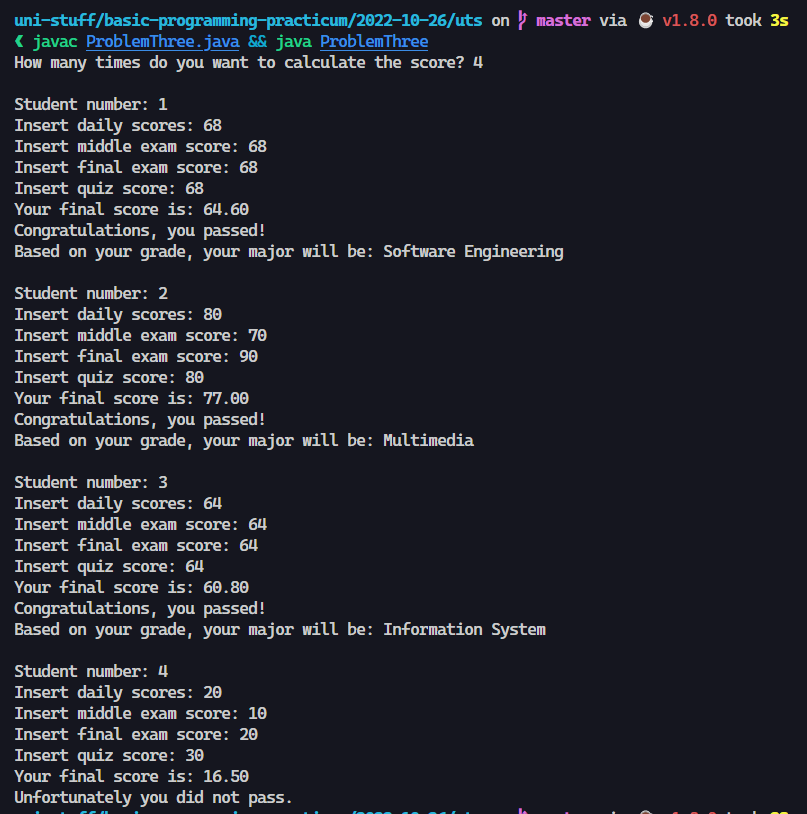 uni-stuff/basic-programming-practicum/2022-10-26/uts on master via v1.8.0 took 3s
❮ javac ProblemThree.java && java ProblemThree
How many times do you want to calculate the score? 4
Student number: 1
Insert daily scores: 68
Insert middle exam score: 68
Insert final exam score: 68
Insert quiz score: 68
Your final score is: 64.60
Congratulations, you passed!
Based on your grade, your major will be: Software Engineering
Student number: 2
Insert daily scores: 80
Insert middle exam score: 70
Insert final exam score: 90
Insert quiz score: 80
Your final score is: 77.00
Congratulations, you passed!
Based on your grade, your major will be: Multimedia
Student number: 3
Insert daily scores: 64
Insert middle exam score: 64
Insert final exam score: 64
Insert quiz score: 64
Your final score is: 60.80
Congratulations, you passed!
Based on your grade, your major will be: Information System
Student number: 4
Insert daily scores: 20
Insert middle exam score: 10
Insert final exam score: 20
Insert quiz score: 30
Your final score is: 16.50
Unfortunately you did not pass.